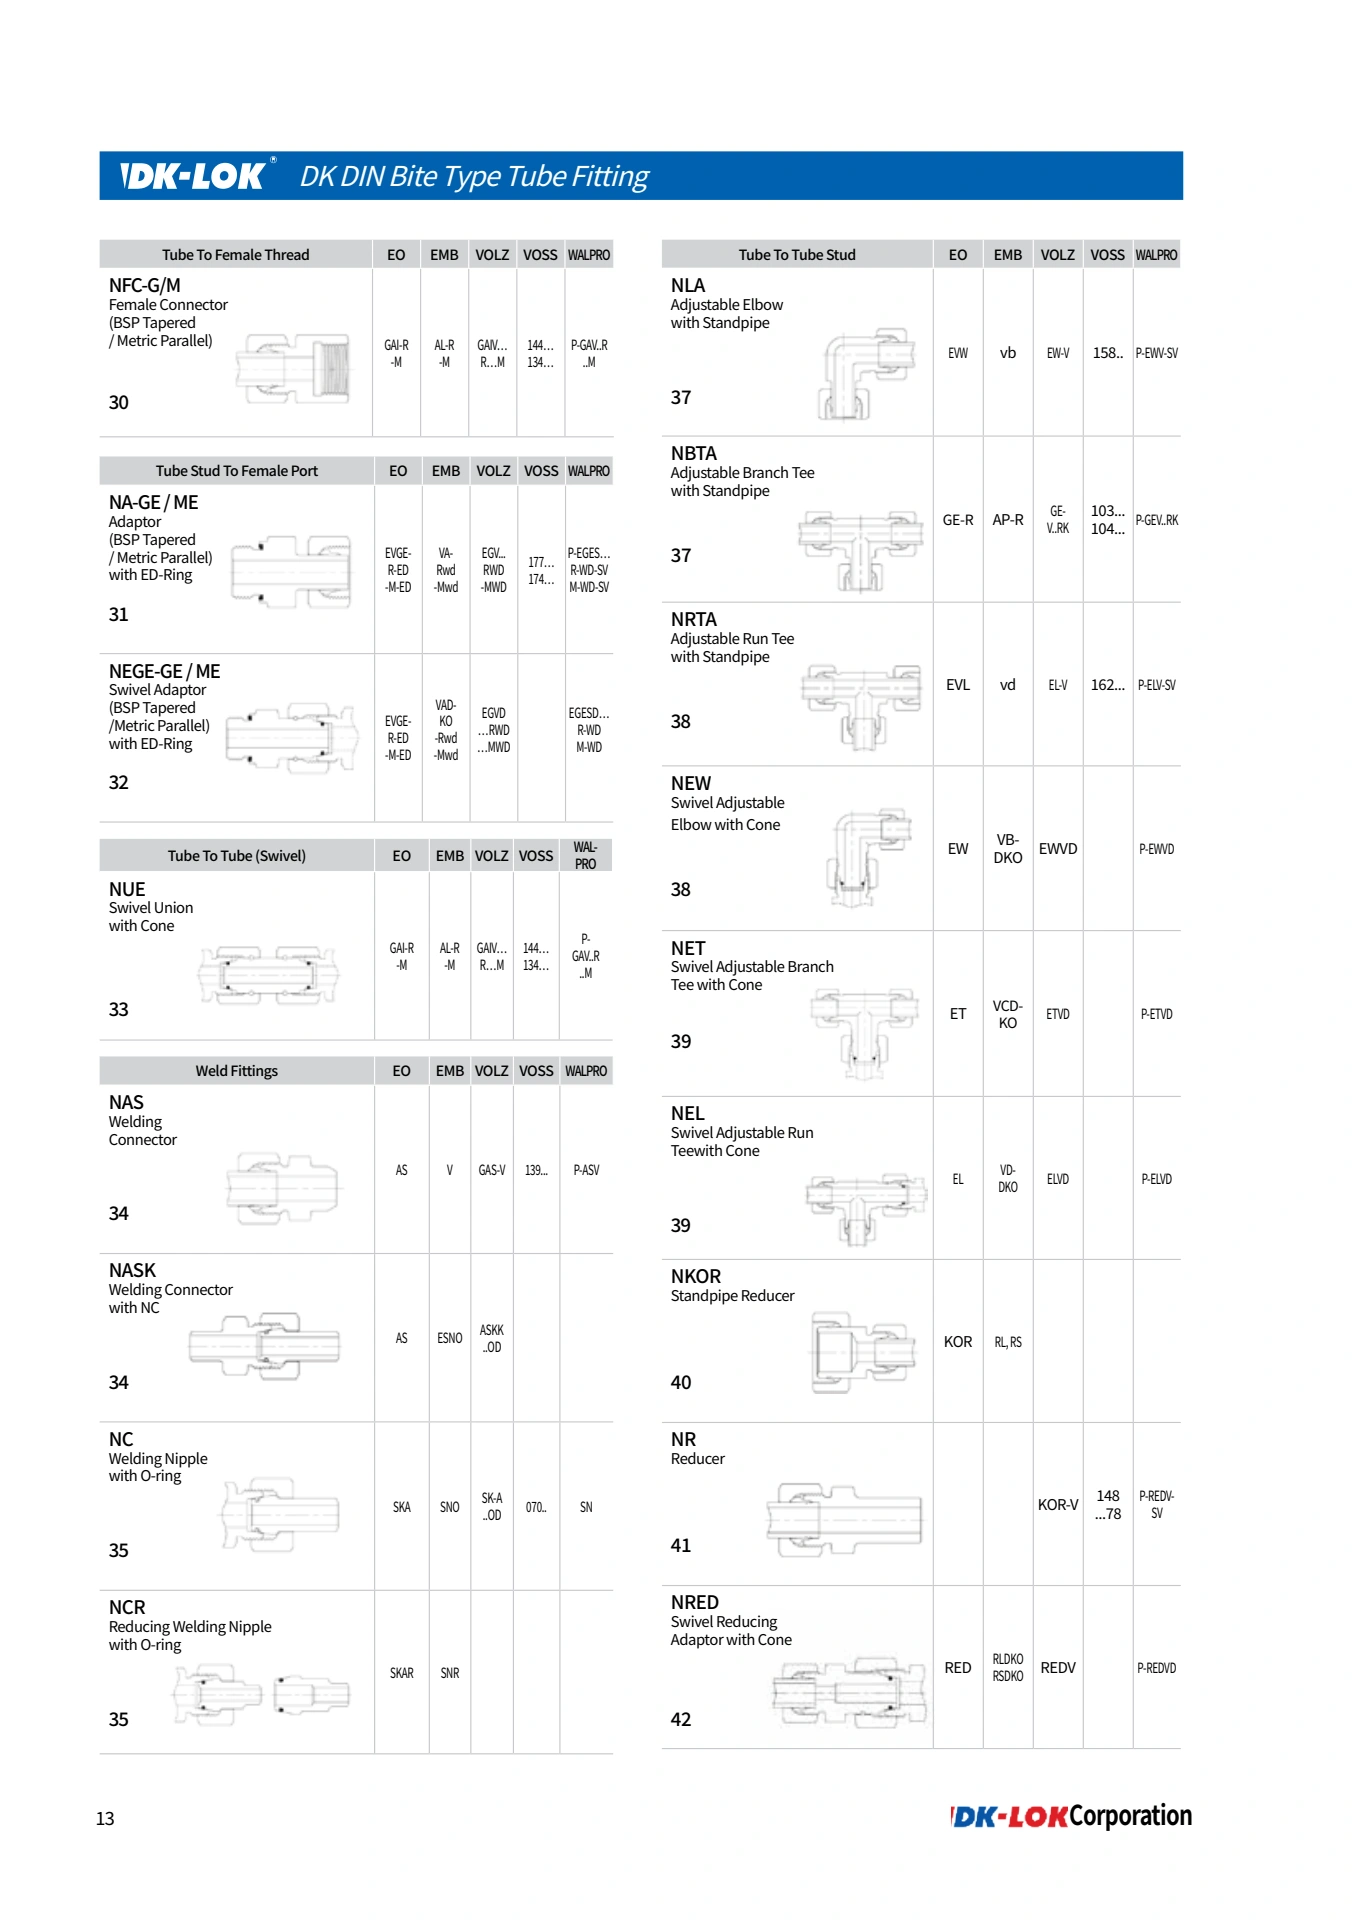 DK-LOK® DK DIN Bite Type Tube Fitting
Tube To Female Thread EO EMB VOLZ VOSS WALPRO
NFC-G/M
Female Connector
(BSP Tapered
/ Metric Parallel)
GAI-R AL-R GAIV… 144… P-GAV..R
-M -M R…M 134… ..M
30
Tube Stud To Female Port EO EMB VOLZ VOSS WALPRO
NA-GE / ME
Adaptor
(BSP Tapered
/ Metric Parallel)
with ED-Ring
EVGE- VA- EGV... 177… P-EGES…
R-ED Rwd RWD 174… R-WD-SV
-M-ED -Mwd -MWD M-WD-SV
31
NEGE-GE / ME
Swivel Adaptor
(BSP Tapered
/Metric Parallel)
with ED-Ring
VAD-
EVGE- KO EGVD EGESD…
R-ED -Rwd …RWD R-WD
-M-ED -Mwd …MWD M-WD
32
Tube To Tube (Swivel) EO EMB VOLZ VOSS WAL-
PRO
NUE
Swivel Union
with Cone
P-
GAI-R AL-R GAIV… 144… GAV..R
-M -M R…M 134… ..M
33
Weld Fittings EO EMB VOLZ VOSS WALPRO
NAS
Welding
Connector
AS V GAS-V 139... P-ASV
34
NASK
Welding Connector
with NC
AS ESNO ASKK
..OD
34
NC
Welding Nipple
with O-ring
SKA SNO SK-A 070.. SN
..OD
35
NCR
Reducing Welding Nipple
with O-ring
SKAR SNR
35
Tube To Tube Stud EO EMB VOLZ VOSS WALPRO
NLA
Adjustable Elbow
with Standpipe
EVW vb EW-V 158.. P-EWV-SV
37
NBTA
Adjustable Branch Tee
with Standpipe
GE-R AP-R GE- 103... P-GEV..RK
V..RK 104...
37
NRTA
Adjustable Run Tee
with Standpipe
EVL vd EL-V 162... P-ELV-SV
38
NEW
Swivel Adjustable
Elbow with Cone
EW VB- EWVD P-EWVD
DKO
38
NET
Swivel Adjustable Branch
Tee with Cone
ET VCD- ETVD P-ETVD
KO
39
NEL
Swivel Adjustable Run
Teewith Cone
EL VD- ELVD P-ELVD
DKO
39
NKOR
Standpipe Reducer
KOR RL, RS
40
NR
Reducer
KOR-V 148 P-REDV-
...78 SV
41
NRED
Swivel Reducing
Adaptor with Cone
RED RLDKO REDV P-REDVD
RSDKO
42
13
DK-LOK Corporation